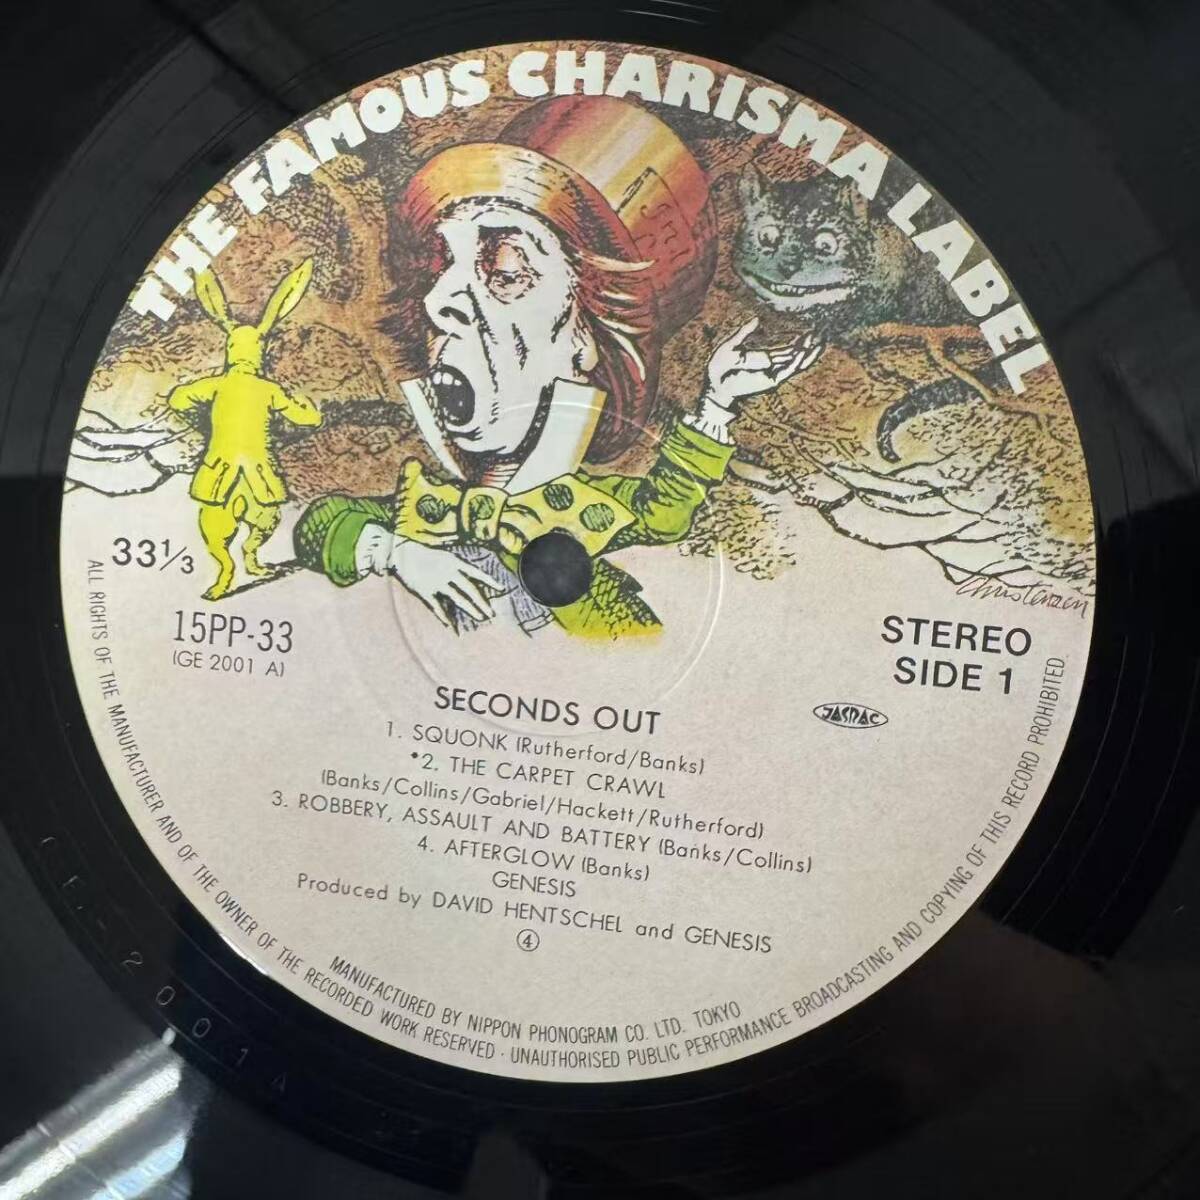 THE FAMOUS CHARISMA LABEL
33⅓
Christensen
15PP-33
(GE 2001 A)
STEREO
SIDE 1
JASRAC
SECONDS OUT
1. SQUONK (Rutherford/Banks)
•2. THE CARPET CRAWL
(Banks/Collins/Gabriel/Hackett/Rutherford)
3. ROBBERY, ASSAULT AND BATTERY (Banks/Collins)
4. AFTERGLOW (Banks)
GENESIS
Produced by DAVID HENTSCHEL and GENESIS
④
MANUFACTURED BY NIPPON PHONOGRAM CO. LTD. TOKYO
ALL RIGHTS OF THE MANUFACTURER AND OF THE OWNER OF THE RECORDED WORK RESERVED · UNAUTHORISED PUBLIC PERFORMANCE BROADCASTING AND COPYING OF THIS RECORD PROHIBITED.